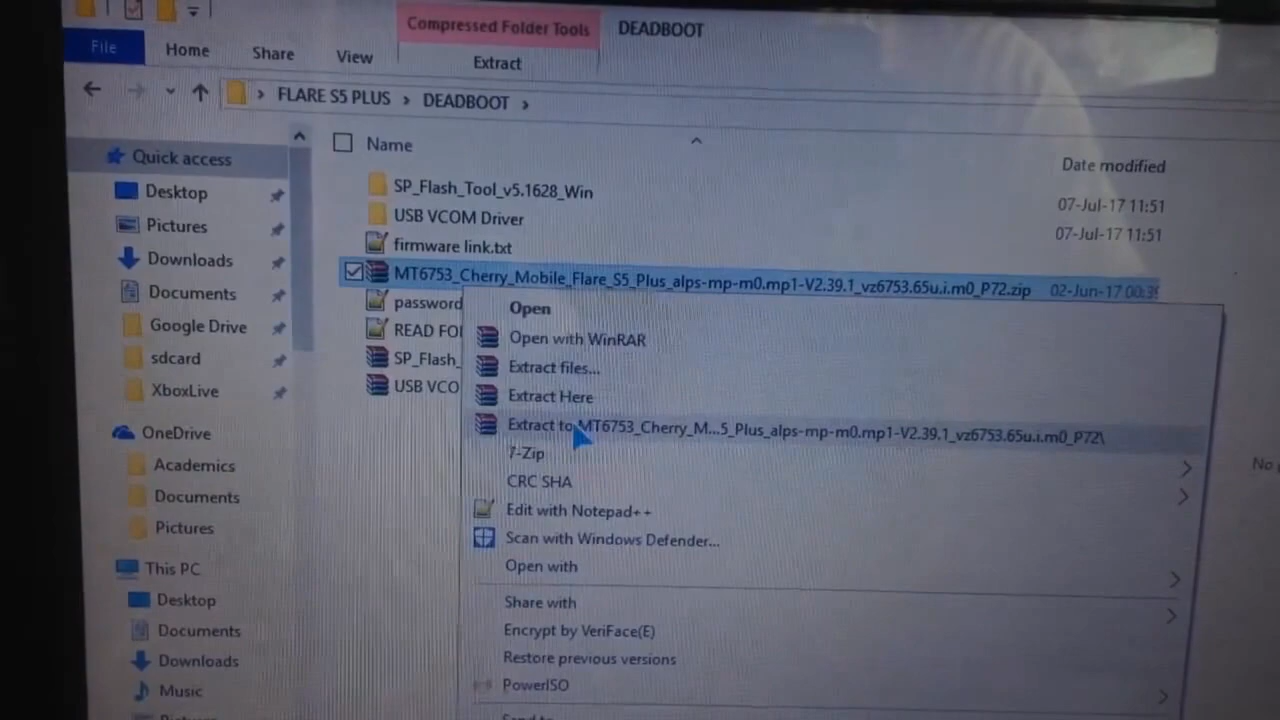 Compressed Folder Tools
DEADBOOT
File
Home
Share
View
Extract
FLARE S5 PLUS
DEADBOOT
Name
Date modified
Quick access
Desktop
Pictures
Downloads
Documents
Google Drive
sdcard
XboxLive
OneDrive
Academics
Documents
Pictures
This PC
Desktop
Documents
Downloads
Music
SP_Flash_Tool_v5.1628_Win
07-Jul-17 11:51
USB VCOM Driver
07-Jul-17 11:51
firmware link.txt
MT6753_Cherry_Mobile_Flare_S5_Plus_alps-mp-m0.mp1-V2.39.1_vz6753.65u.i.m0_P72.zip
02-Jun-17
password
READ FO
SP_Flash_
USB VCO
Open
Open with WinRAR
Extract files...
Extract Here
Extract to MT6753_Cherry_M...5_Plus_alps-mp-m0.mp1-V2.39.1_vz6753.65u.i.m0_P72\
7-Zip
CRC SHA
Edit with Notepad++
Scan with Windows Defender...
Open with
Share with
Encrypt by VeriFace(E)
Restore previous versions
PowerISO
No